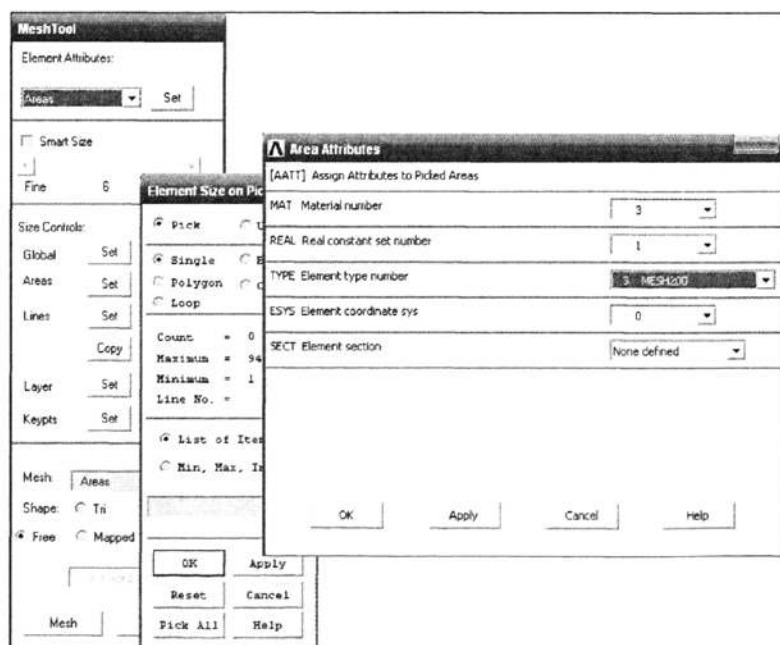 MeshTool
Element Attributes:
Areas
Set
Smart Size
Fine 6
Size Controls:
Global Set
Areas Set
Lines Set
Copy
Layer Set
Keypts Set
Mesh: Areas
Shape: Tri
Free Mapped
Mesh
Element Size on Pic
Pick U
Single B
Polygon C
Loop
Count = 0
Maximum = 94
Minimum = 1
Line No. =
List of Ite
Min, Max, In
OK Apply
Reset Cancel
Pick All Help
Area Attributes
[AATT] Assign Attributes to Picked Areas
MAT Material number 3
REAL Real constant set number 1
TYPE Element type number 3 MESH200
ESYS Element coordinate sys 0
SECT Element section None defined
OK Apply Cancel Help